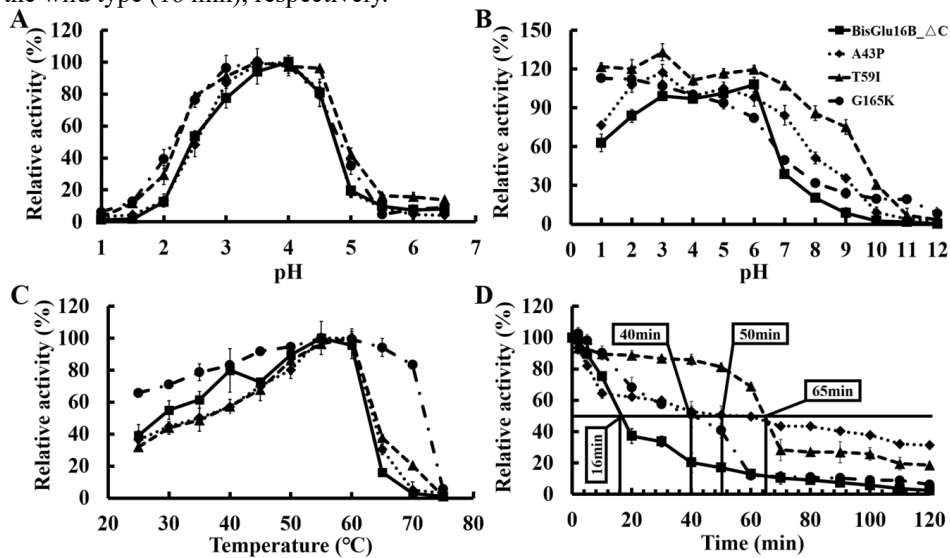 the wild type (16 min), respectively.
A
120
100
80
60
40
20
0
Relative activity (%)
1 2 3 4 5 6 7
pH
B
150
120
90
60
30
0
Relative activity (%)
0 1 2 3 4 5 6 7 8 9 10 11 12
pH
BisGlu16B_△C
A43P
T59I
G165K
C
120
100
80
60
40
20
0
Relative activity (%)
20 30 40 50 60 70 80
Temperature (℃)
D
120
100
80
60
40
20
0
Relative activity (%)
40min
50min
65min
16min
0 20 40 60 80 100 120
Time (min)